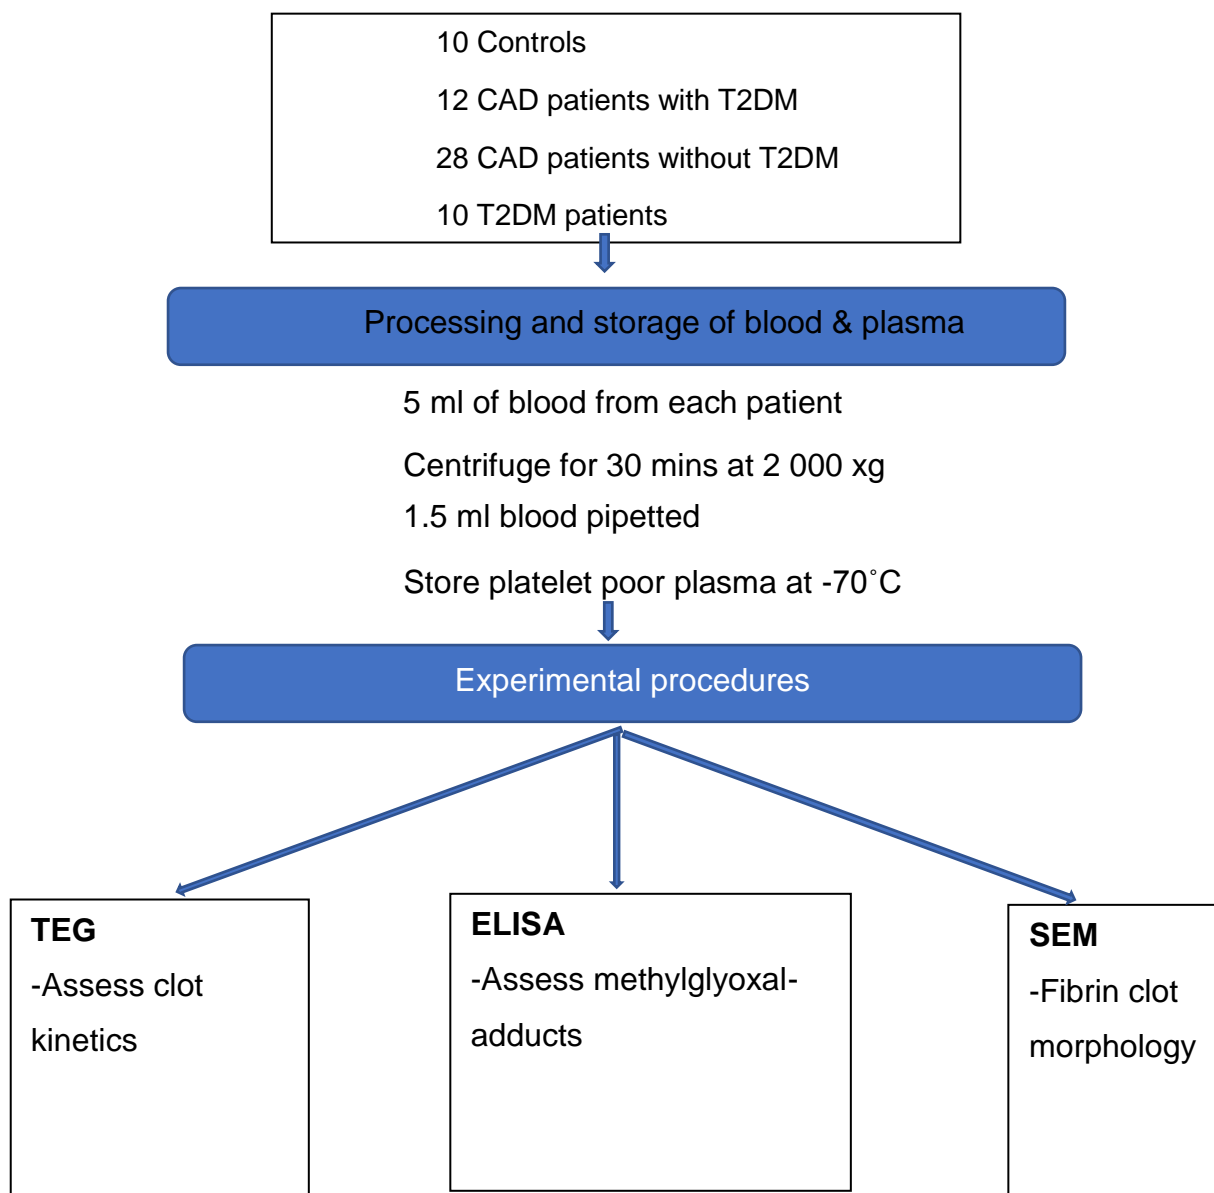 10 Controls
12 CAD patients with T2DM
28 CAD patients without T2DM
10 T2DM patients
Processing and storage of blood & plasma
5 ml of blood from each patient
Centrifuge for 30 mins at 2 000 xg
1.5 ml blood pipetted
Store platelet poor plasma at -70˚C
Experimental procedures
TEG
-Assess clot
kinetics
ELISA
-Assess methylglyoxal-
adducts
SEM
-Fibrin clot
morphology